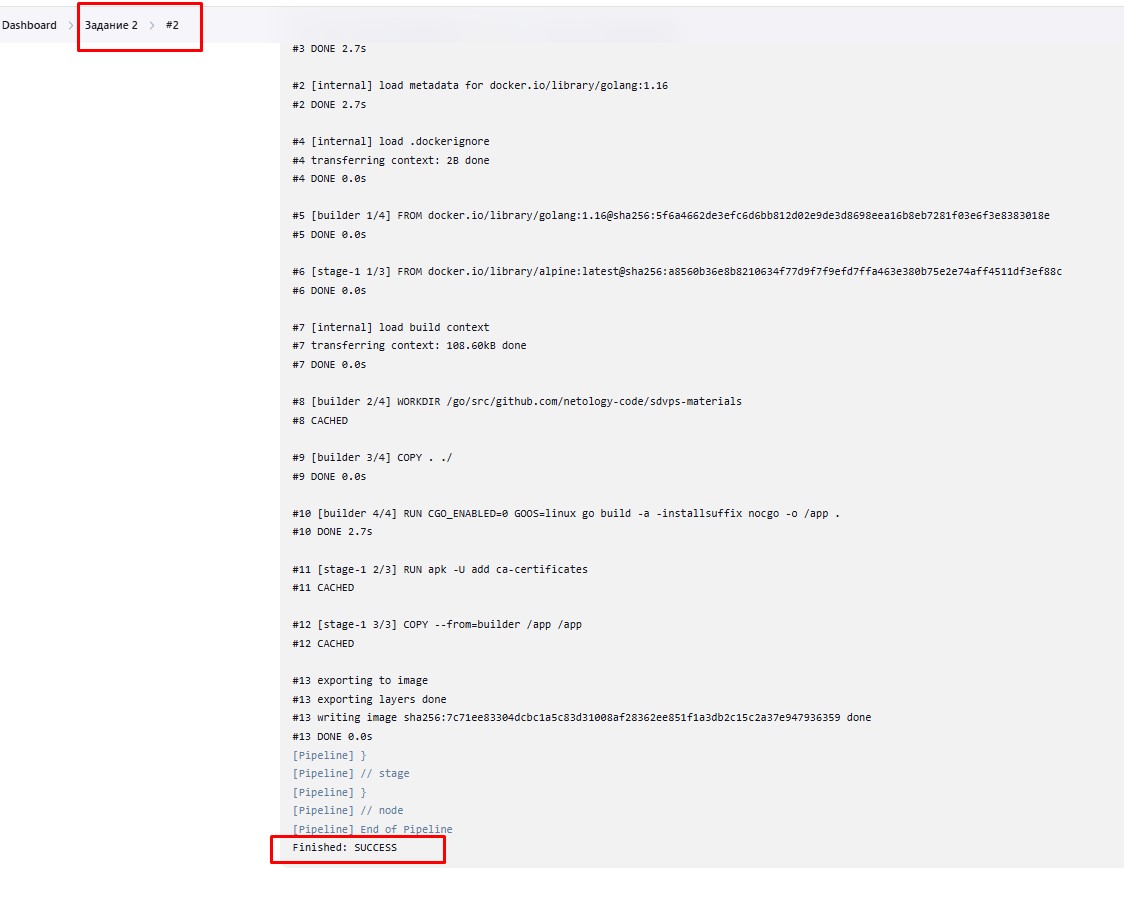 Dashboard > Задание 2 > #2
#3 DONE 2.7s
#2 [internal] load metadata for docker.io/library/golang:1.16
#2 DONE 2.7s
#4 [internal] load .dockerignore
#4 transferring context: 2B done
#4 DONE 0.0s
#5 [builder 1/4] FROM docker.io/library/golang:1.16@sha256:5f6a4662de3efc6d6bb812d02e9de3d8698eea16b8eb7281f03e6f3e8383018e
#5 DONE 0.0s
#6 [stage-1 1/3] FROM docker.io/library/alpine:latest@sha256:a8560b36e8b8210634f77d9f7f9efd7ffa463e380b75e2e74aff4511df3ef88c
#6 DONE 0.0s
#7 [internal] load build context
#7 transferring context: 108.60kB done
#7 DONE 0.0s
#8 [builder 2/4] WORKDIR /go/src/github.com/netology-code/sdvps-materials
#8 CACHED
#9 [builder 3/4] COPY . ./
#9 DONE 0.0s
#10 [builder 4/4] RUN CGO_ENABLED=0 GOOS=linux go build -a -installsuffix nocgo -o /app .
#10 DONE 2.7s
#11 [stage-1 2/3] RUN apk -U add ca-certificates
#11 CACHED
#12 [stage-1 3/3] COPY --from=builder /app /app
#12 CACHED
#13 exporting to image
#13 exporting layers done
#13 writing image sha256:7c71ee83304dcbc1a5c83d31008af28362ee851f1a3db2c15c2a37e947936359 done
#13 DONE 0.0s
[Pipeline] }
[Pipeline] // stage
[Pipeline] }
[Pipeline] // node
[Pipeline] End of Pipeline
Finished: SUCCESS